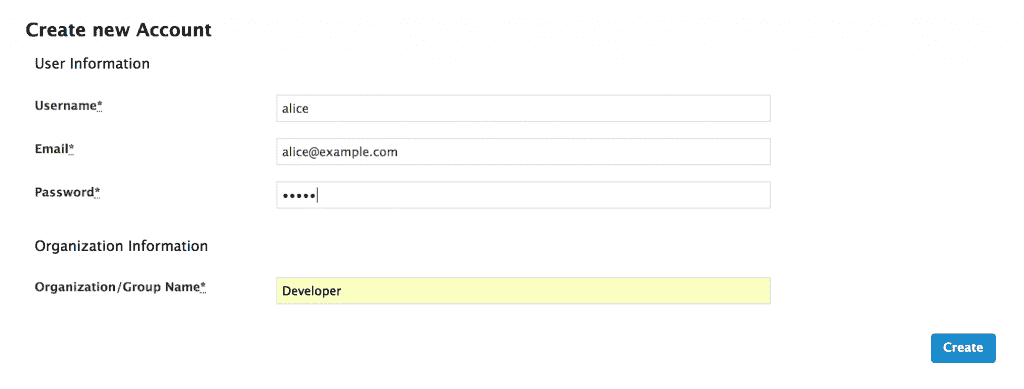 Create new Account
User Information
Username*
alice
Email*
alice@example.com
Password*
•••••
Organization Information
Organization/Group Name*
Developer
Create